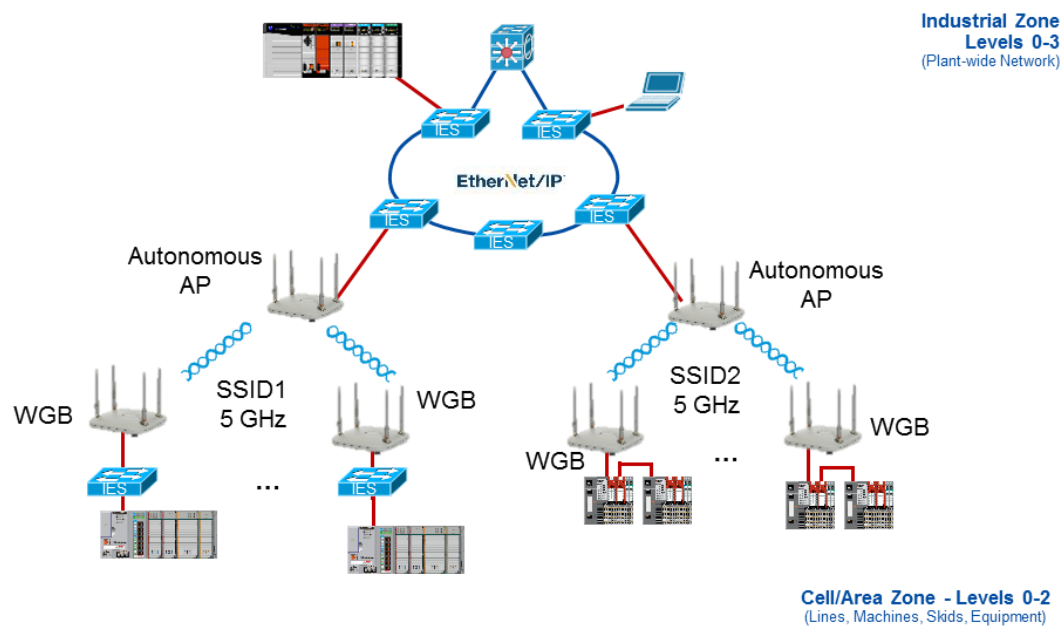 Industrial Zone
Levels 0-3
(Plant-wide Network)
IES
IES
EtherNet/IP
IES
IES
IES
Autonomous
AP
Autonomous
AP
WGB
SSID1
5 GHz
WGB
SSID2
5 GHz
WGB
WGB
IES
...
IES
...
Cell/Area Zone - Levels 0-2
(Lines, Machines, Skids, Equipment)